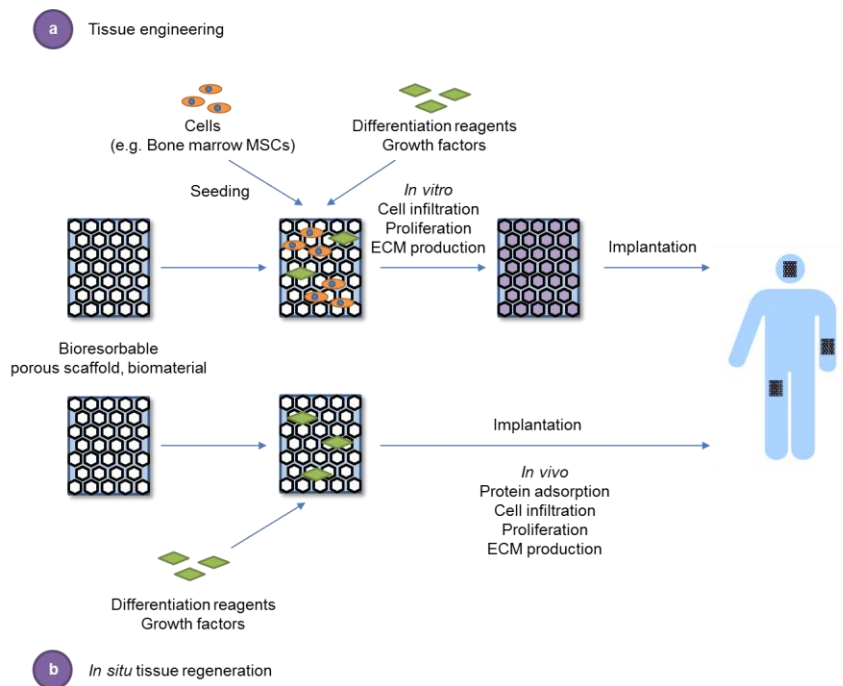 a Tissue engineering
Cells
(e.g. Bone marrow MSCs)
Differentiation reagents
Growth factors
Seeding
In vitro
Cell infiltration
Proliferation
ECM production
Implantation
Bioresorbable
porous scaffold, biomaterial
Implantation
In vivo
Protein adsorption
Cell infiltration
Proliferation
ECM production
Differentiation reagents
Growth factors
b In situ tissue regeneration